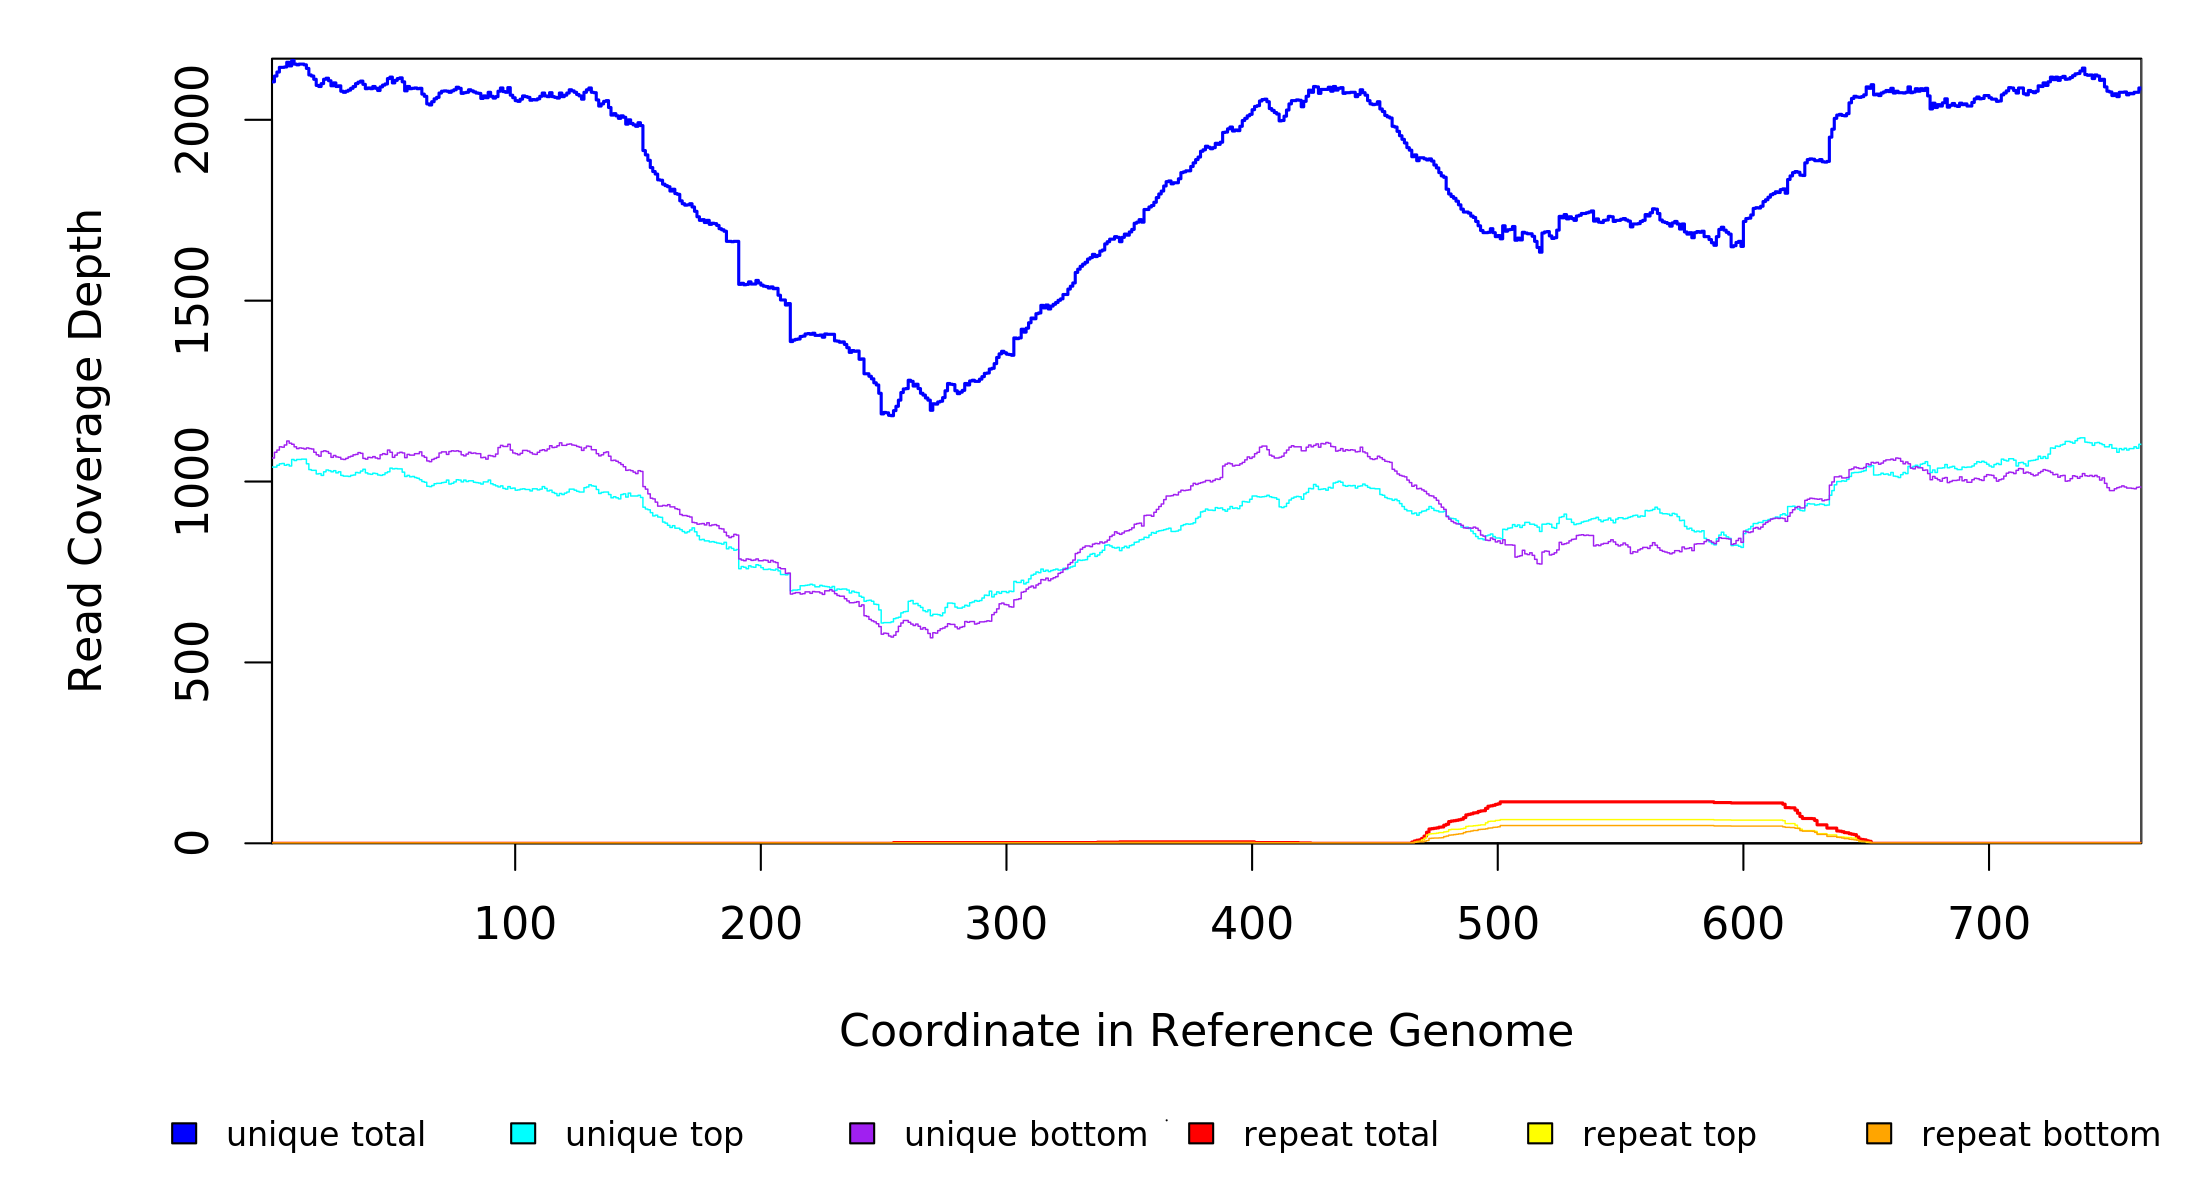 Read Coverage Depth
2000
1500
1000
500
0
100 200 300 400 500 600 700
Coordinate in Reference Genome
unique total unique top unique bottom repeat total repeat top repeat bottom